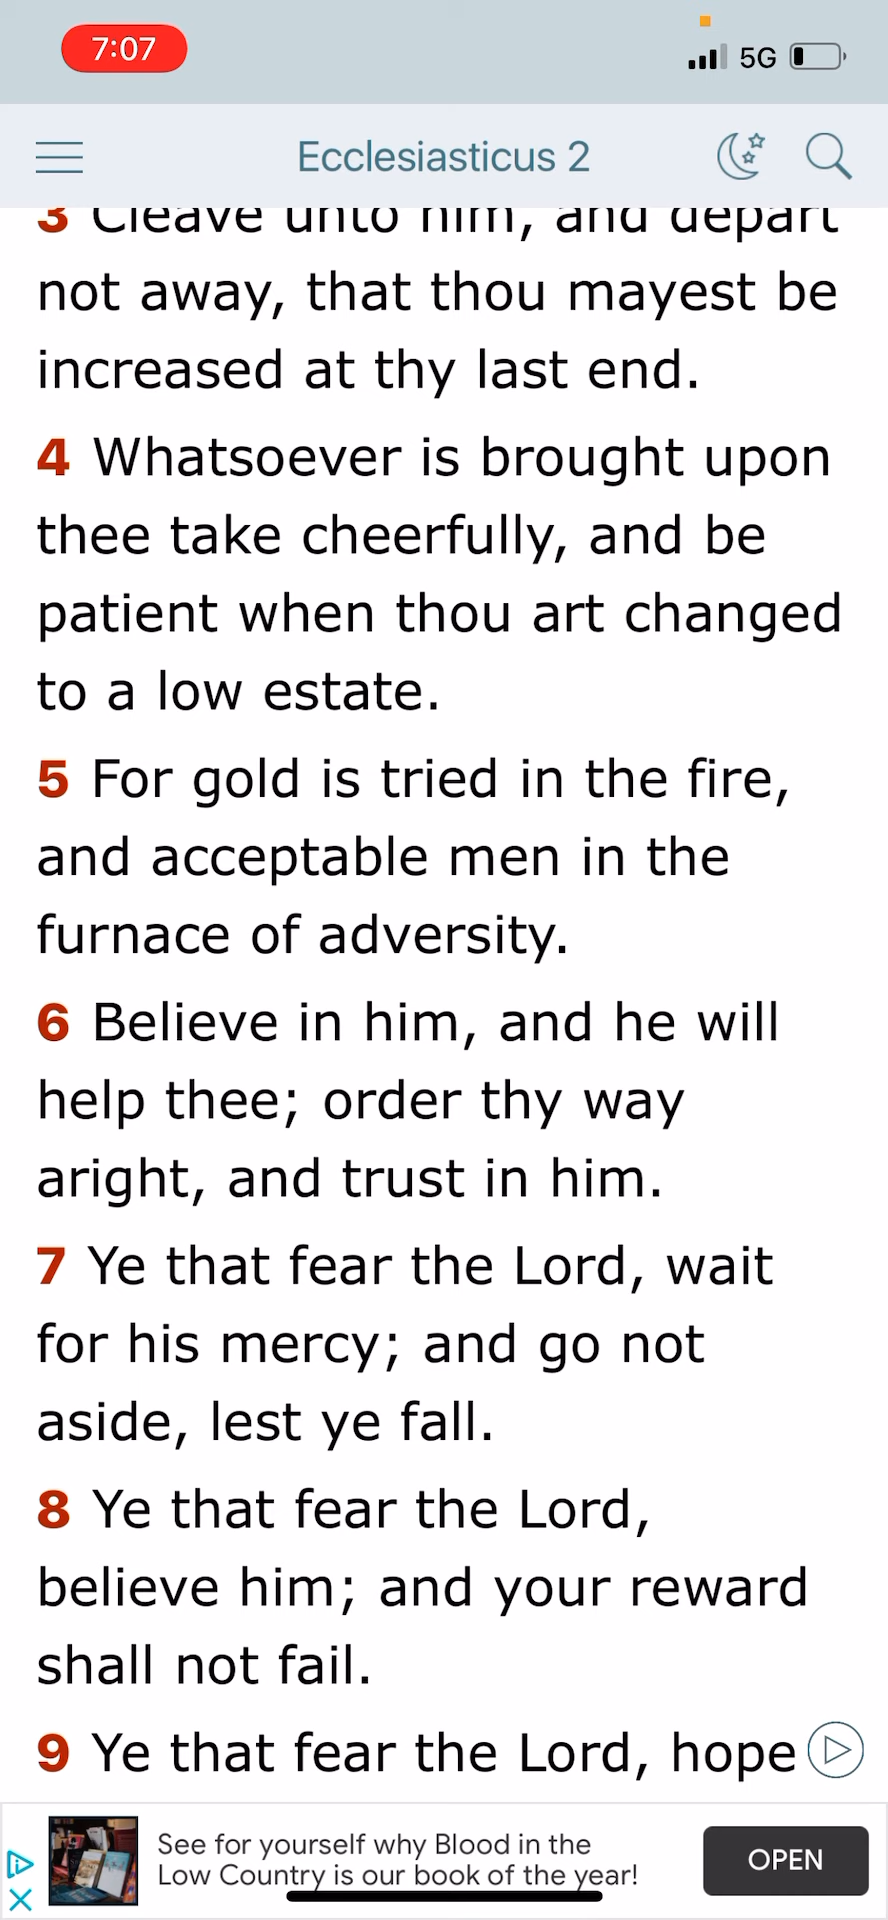 7:07
5G
Ecclesiasticus 2
3 Cleave unto him, and depart
not away, that thou mayest be
increased at thy last end.
4 Whatsoever is brought upon
thee take cheerfully, and be
patient when thou art changed
to a low estate.
5 For gold is tried in the fire,
and acceptable men in the
furnace of adversity.
6 Believe in him, and he will
help thee; order thy way
aright, and trust in him.
7 Ye that fear the Lord, wait
for his mercy; and go not
aside, lest ye fall.
8 Ye that fear the Lord,
believe him; and your reward
shall not fail.
9 Ye that fear the Lord, hope
See for yourself why Blood in the
Low Country is our book of the year!
OPEN